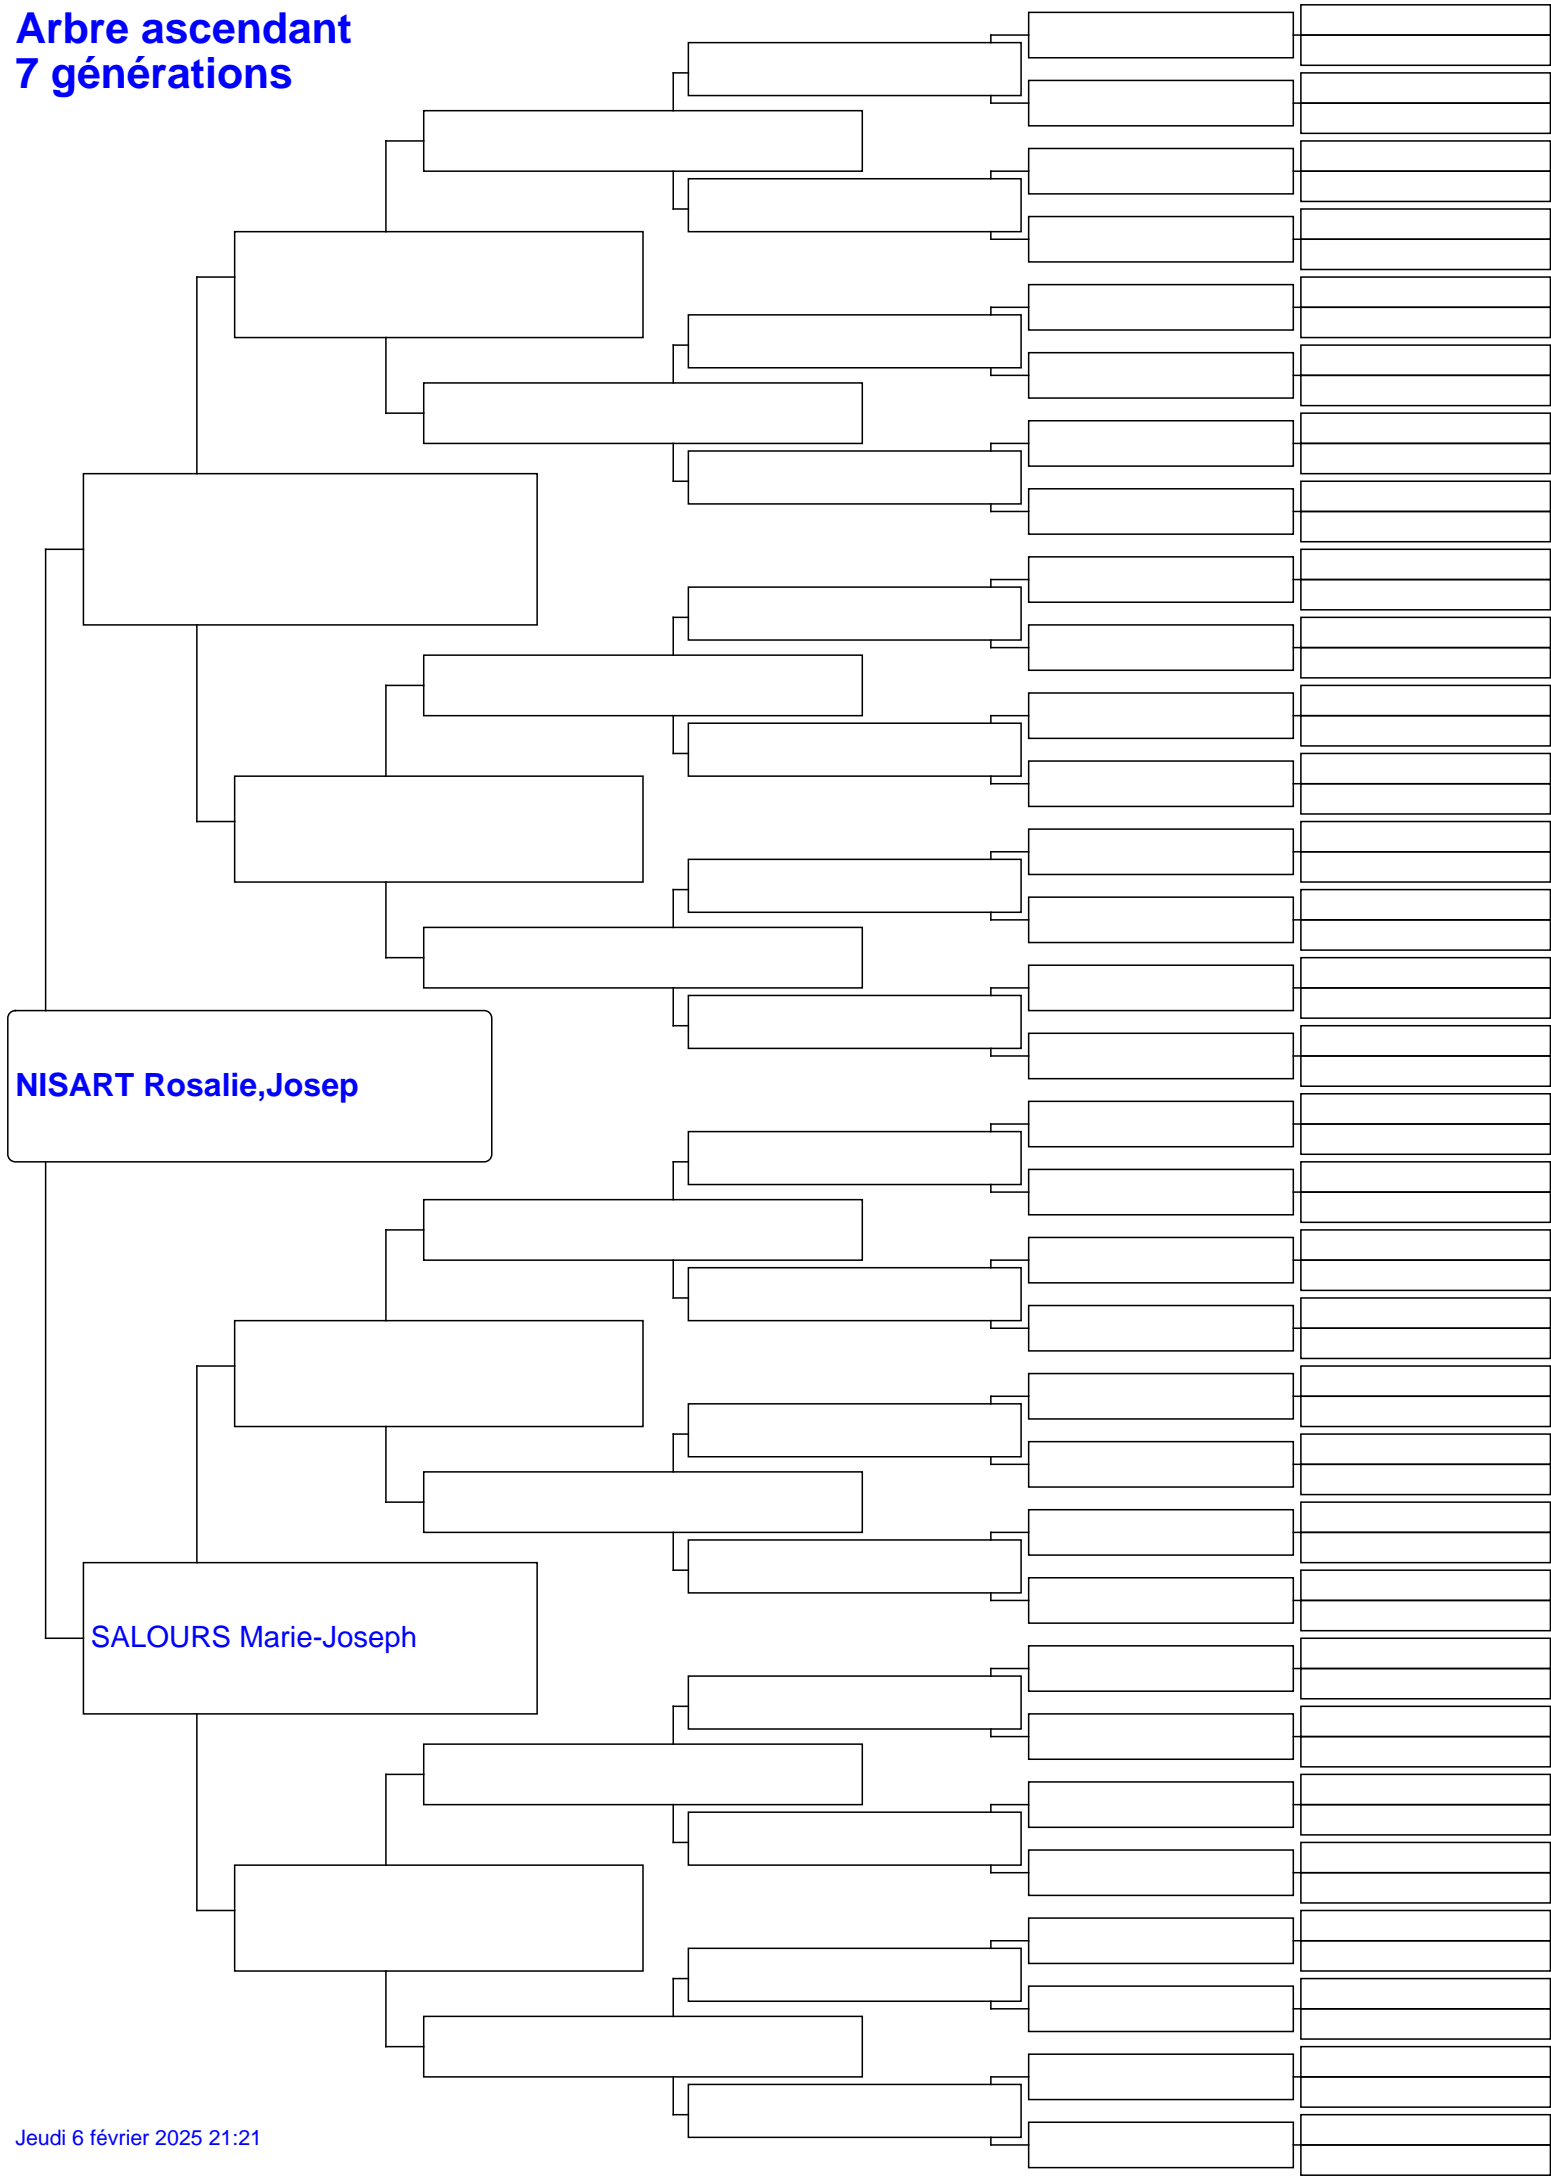 Arbre ascendant
7 générations
NISART Rosalie,Josep
SALOURS Marie-Joseph
Jeudi 6 février 2025 21:21